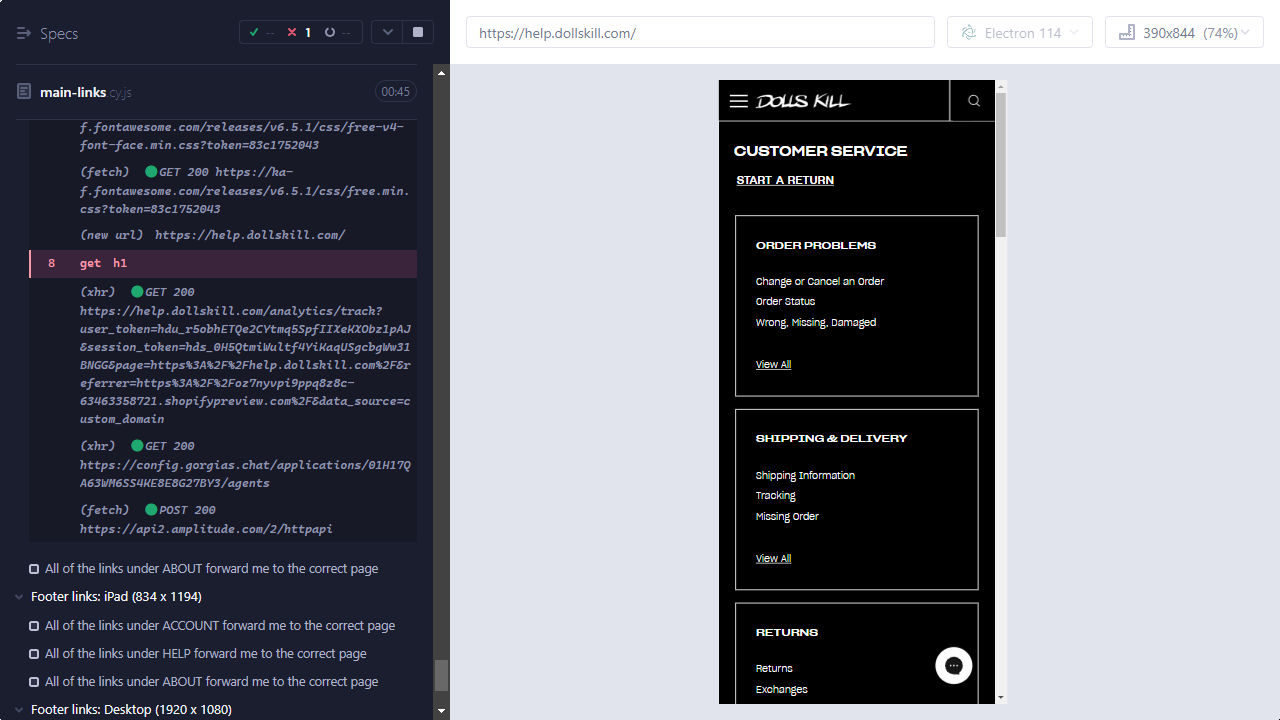 Specs
-- 1 --
https://help.dollskill.com/
Electron 114
390x844 (74%)
main-links.cy.js
00:45
f.fontawesome.com/releases/v6.5.1/css/free-v4-
font-face.min.css?token=83c1752043
(fetch) GET 200 https://ka-
f.fontawesome.com/releases/v6.5.1/css/free.min.
css?token=83c1752043
(new url) https://help.dollskill.com/
8 get h1
(xhr) GET 200
https://help.dollskill.com/analytics/track?
user_token=hdu_r5obhETQe2CYtmq5SpfIIXeKXObz1pAJ
&session_token=hds_0H5QtmiWultf4YiKaqUSgcbgWw31
BNGG&page=https%3A%2F%2Fhelp.dollskill.com%2F&r
eferrer=https%3A%2F%2Foz7nyvpi9ppq8z8c-
63463358721.shopifypreview.com%2F&data_source=c
ustom_domain
(xhr) GET 200
https://config.gorgias.chat/applications/01H17Q
A63WM6SS4KE8E8G27BY3/agents
(fetch) POST 200
https://api2.amplitude.com/2/httpapi
All of the links under ABOUT forward me to the correct page
Footer links: iPad (834 x 1194)
All of the links under ACCOUNT forward me to the correct page
All of the links under HELP forward me to the correct page
All of the links under ABOUT forward me to the correct page
Footer links: Desktop (1920 x 1080)
DOLLS KILL
CUSTOMER SERVICE
START A RETURN
ORDER PROBLEMS
Change or Cancel an Order
Order Status
Wrong, Missing, Damaged
View All
SHIPPING & DELIVERY
Shipping Information
Tracking
Missing Order
View All
RETURNS
Returns
Exchanges